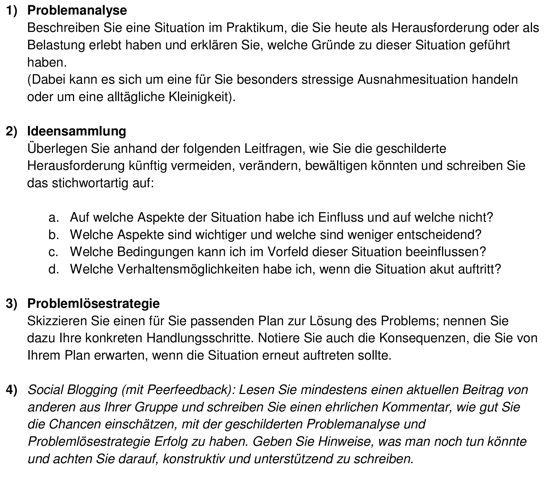 1) Problemanalyse
Beschreiben Sie eine Situation im Praktikum, die Sie heute als Herausforderung oder als
Belastung erlebt haben und erklären Sie, welche Gründe zu dieser Situation geführt
haben.
(Dabei kann es sich um eine für Sie besonders stressige Ausnahmesituation handeln
oder um eine alltägliche Kleinigkeit).
2) Ideensammlung
Überlegen Sie anhand der folgenden Leitfragen, wie Sie die geschilderte
Herausforderung künftig vermeiden, verändern, bewältigen könnten und schreiben Sie
das stichwortartig auf:
a. Auf welche Aspekte der Situation habe ich Einfluss und auf welche nicht?
b. Welche Aspekte sind wichtiger und welche sind weniger entscheidend?
c. Welche Bedingungen kann ich im Vorfeld dieser Situation beeinflussen?
d. Welche Verhaltensmöglichkeiten habe ich, wenn die Situation akut auftritt?
3) Problemlösestrategie
Skizzieren Sie einen für Sie passenden Plan zur Lösung des Problems; nennen Sie
dazu Ihre konkreten Handlungsschritte. Notiere Sie auch die Konsequenzen, die Sie von
Ihrem Plan erwarten, wenn die Situation erneut auftreten sollte.
4) Social Blogging (mit Peerfeedback): Lesen Sie mindestens einen aktuellen Beitrag von
anderen aus Ihrer Gruppe und schreiben Sie einen ehrlichen Kommentar, wie gut Sie
die Chancen einschätzen, mit der geschilderten Problemanalyse und
Problemlösestrategie Erfolg zu haben. Geben Sie Hinweise, was man noch tun könnte
und achten Sie darauf, konstruktiv und unterstützend zu schreiben.